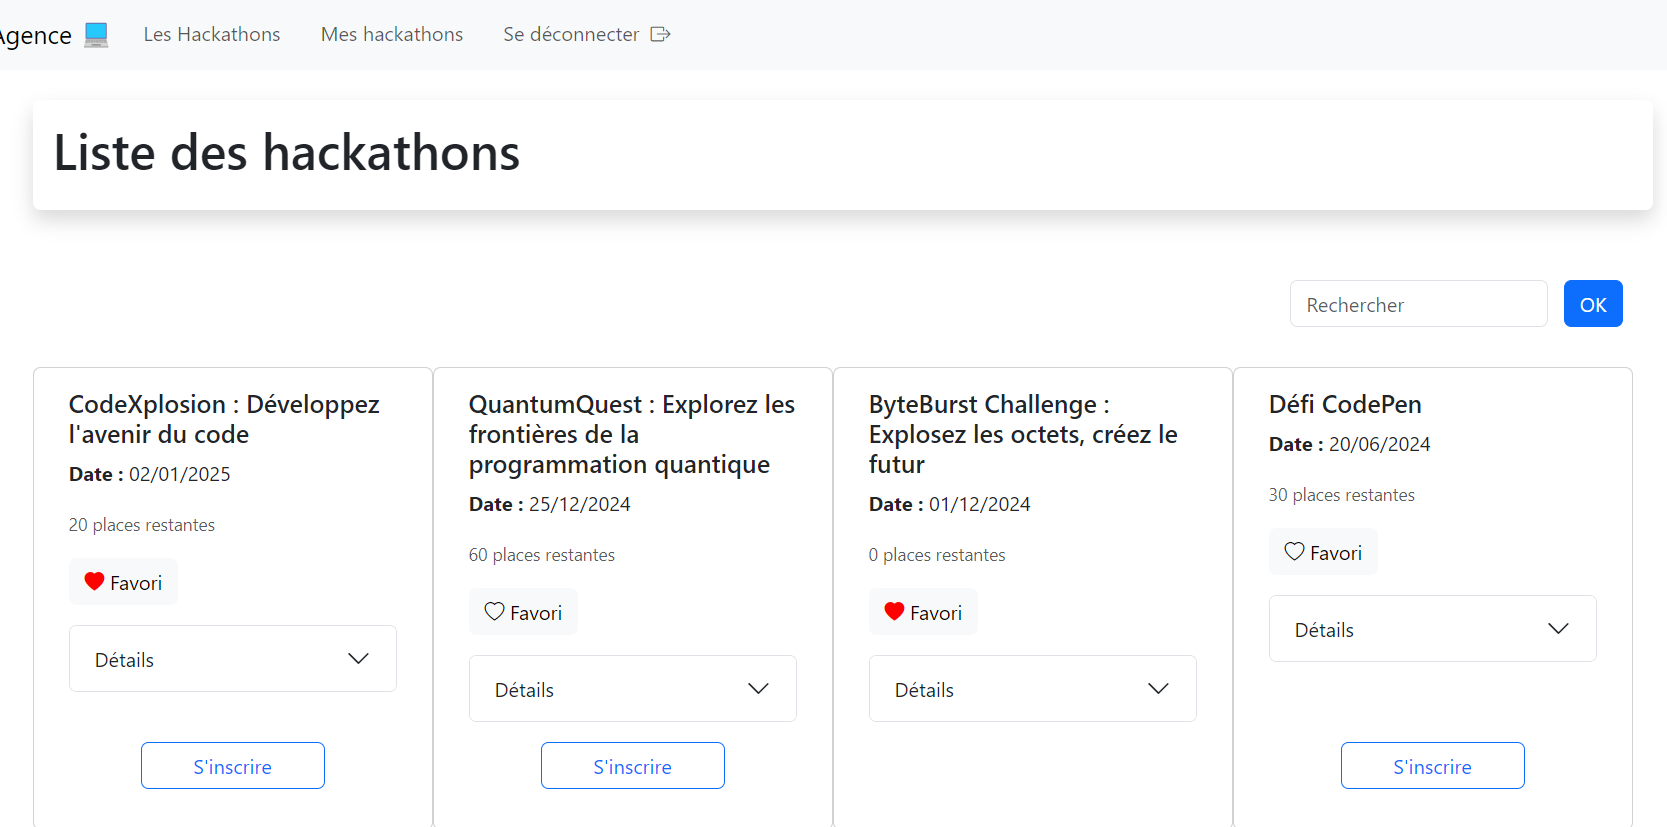 Agence
Les Hackathons
Mes hackathons
Se déconnecter
Liste des hackathons
Rechercher
OK
CodeXplosion : Développez
l'avenir du code
Date : 02/01/2025
20 places restantes
Favori
Détails
S'inscrire
QuantumQuest : Explorez les
frontières de la
programmation quantique
Date : 25/12/2024
60 places restantes
Favori
Détails
S'inscrire
ByteBurst Challenge :
Explosez les octets, créez le
futur
Date : 01/12/2024
0 places restantes
Favori
Détails
Défi CodePen
Date : 20/06/2024
30 places restantes
Favori
Détails
S'inscrire